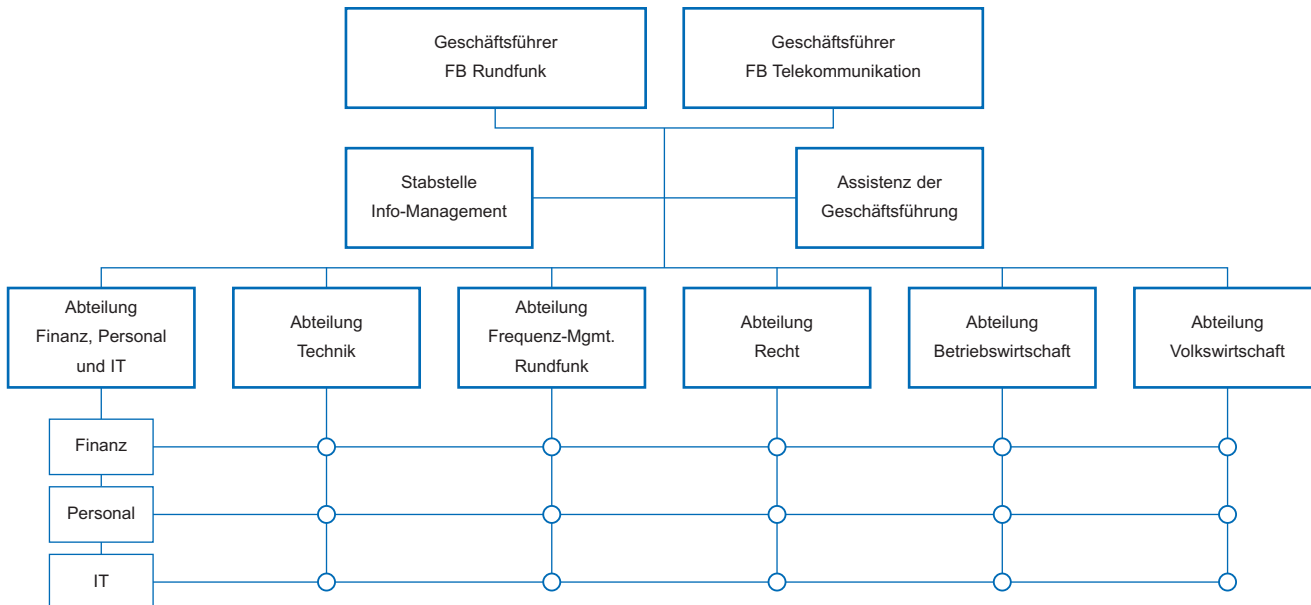 Geschäftsführer
FB Rundfunk
Geschäftsführer
FB Telekommunikation
Stabstelle
Info-Management
Assistenz der
Geschäftsführung
Abteilung
Finanz, Personal
und IT
Abteilung
Technik
Abteilung
Frequenz-Mgmt.
Rundfunk
Abteilung
Recht
Abteilung
Betriebswirtschaft
Abteilung
Volkswirtschaft
Finanz
Personal
IT